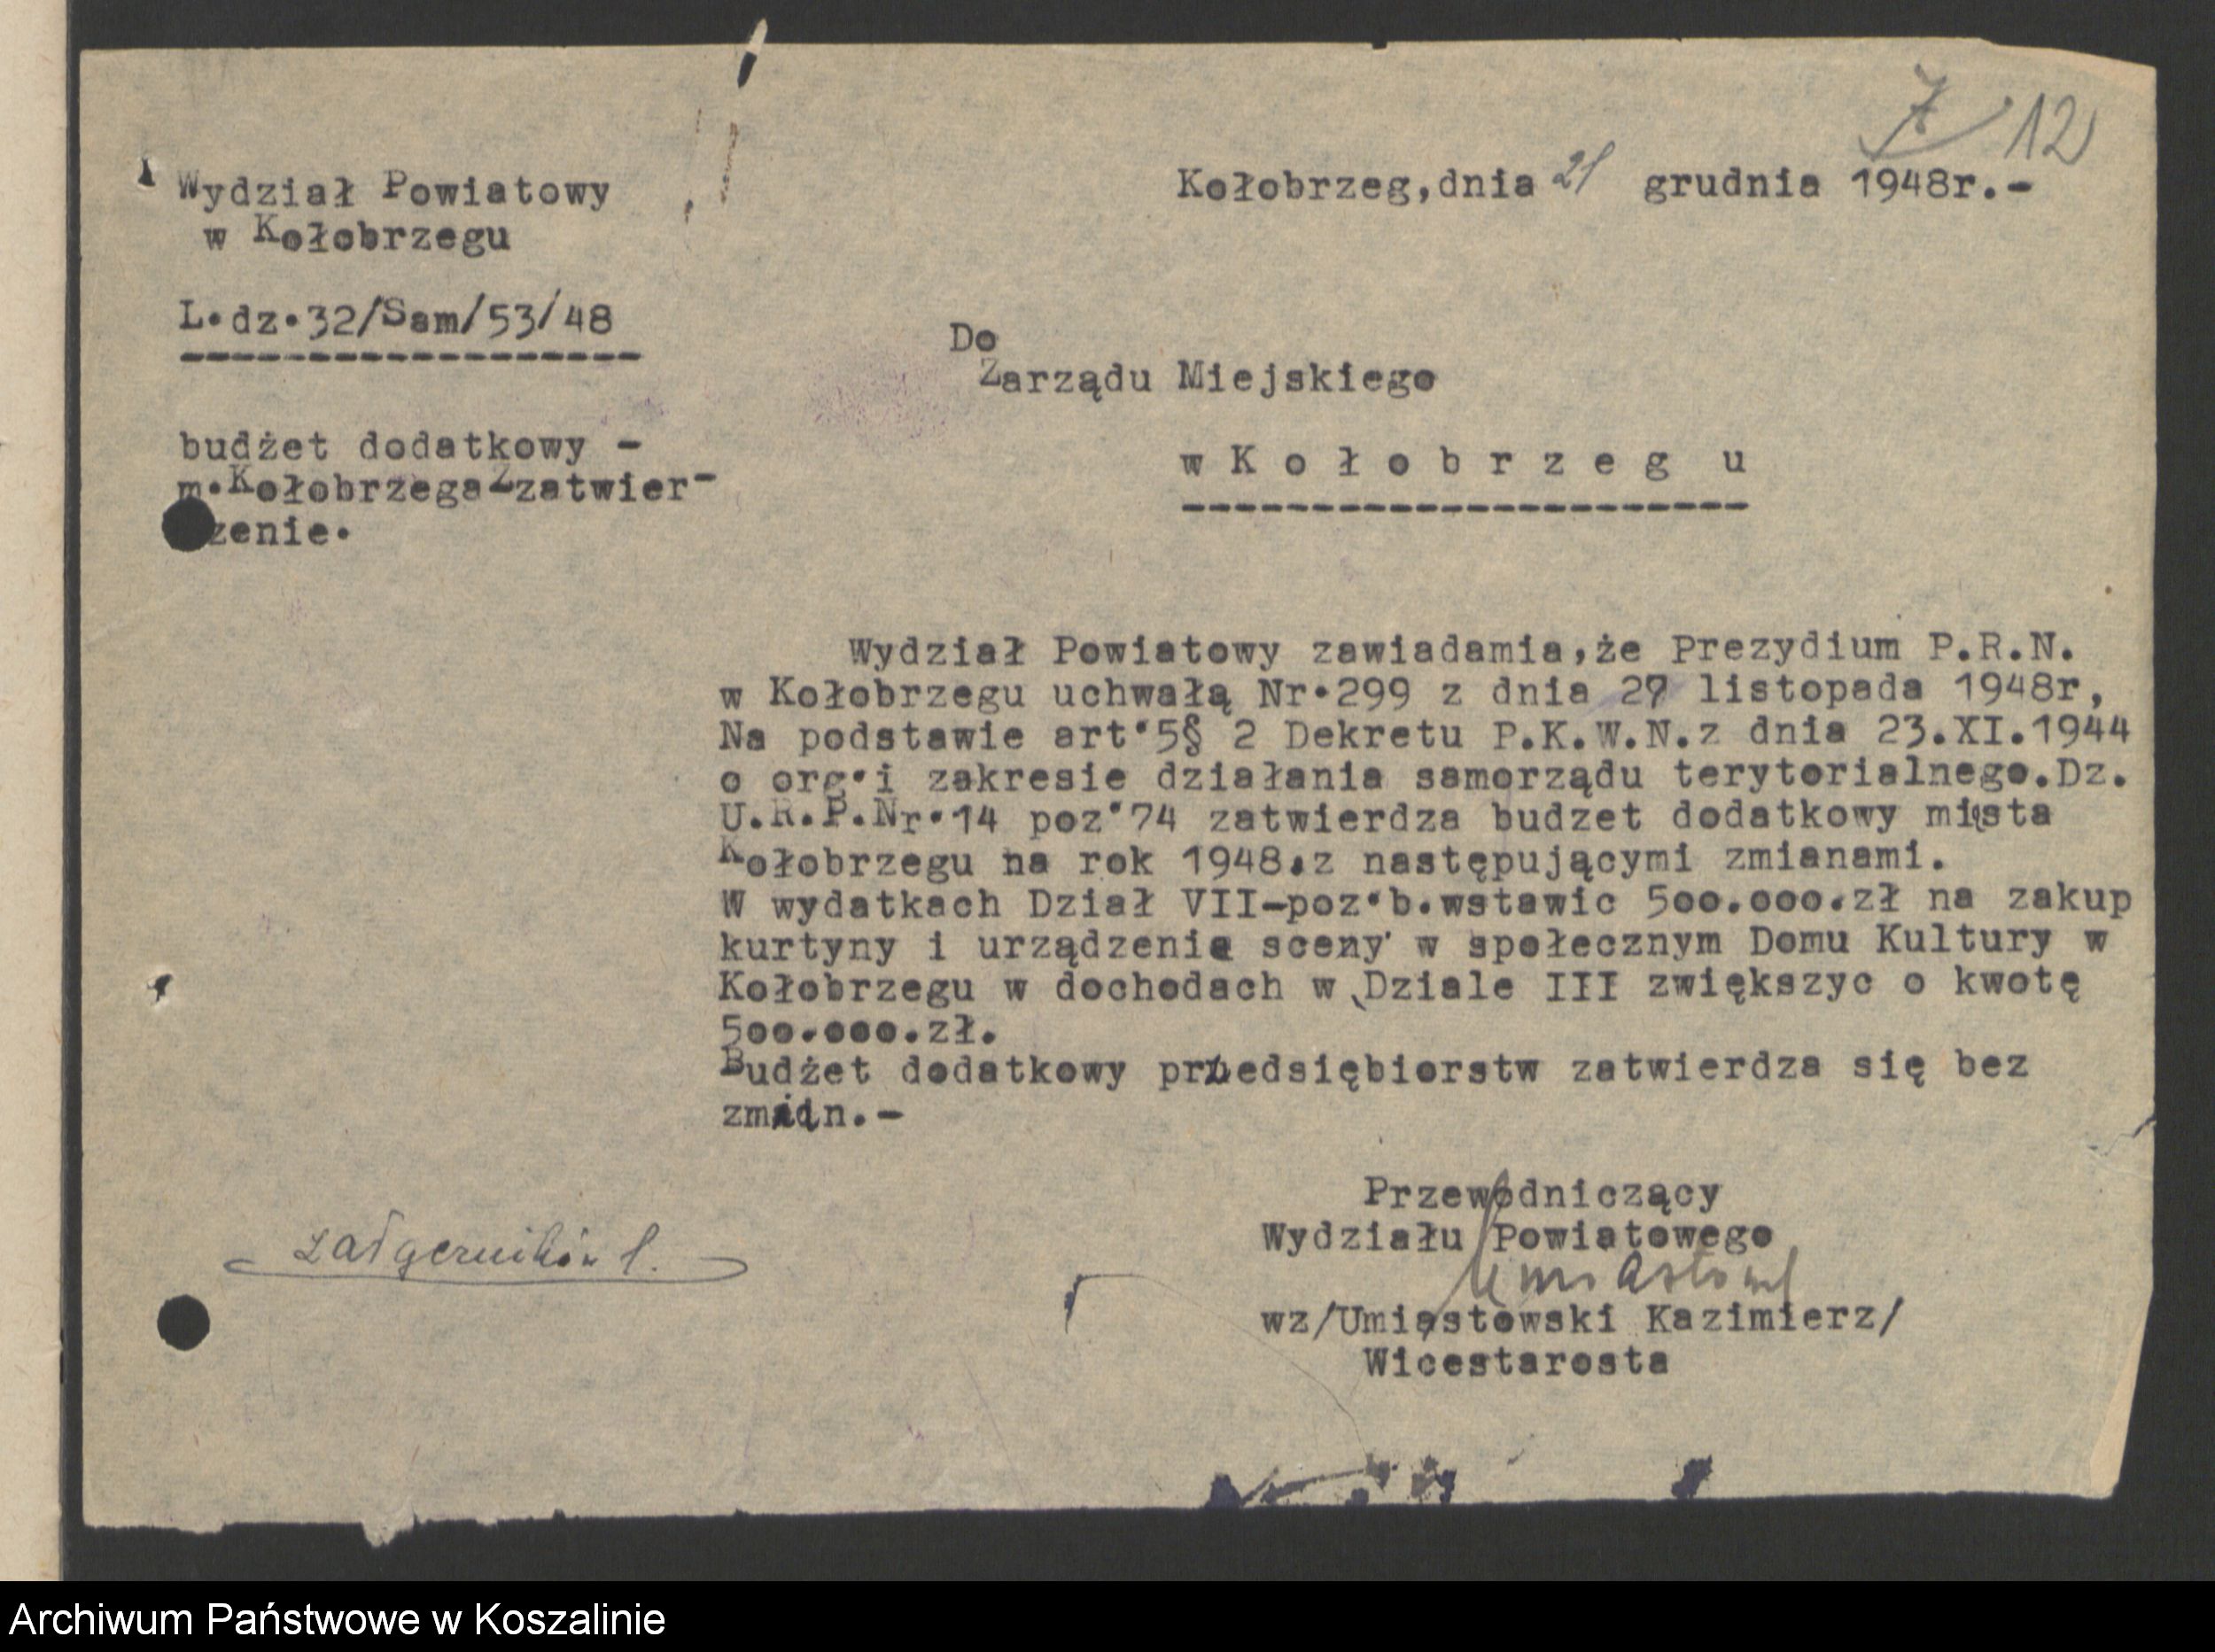 7 12
Wydział Powiatowy
w Kołobrzegu
Kołobrzeg,dnia 21 grudnia 1948r.-
L.dz.32/Sam/53/48
Do
Zarządu Miejskiego
w K o ł o b r z e g u
budżet dodatkowy -
m.Kołobrzega zatwier-
zenie.
Wydział Powiatowy zawiadamia,że Prezydium P.R.N.
w Kołobrzegu uchwałą Nr.299 z dnia 27 listopada 1948r,
Na podstawie art.5§ 2 Dekretu P.K.W.N.z dnia 23.XI.1944
o org.i zakresie działania samorządu terytorialnego.Dz.
U.R.P.Nr.14 poz.74 zatwierdza budzet dodatkowy miasta
Kołobrzegu na rok 1948.z następującymi zmianami.
W wydatkach Dział VII-poz.b.wstawic 500.000.zł na zakup
kurtyny i urządzenia sceny w społecznym Domu Kultury w
Kołobrzegu w dochodach w Dziale III zwiększyc o kwotę
500.000.zł.
Budżet dodatkowy przedsiębiorstw zatwierdza się bez
zmian.-
Przewodniczący
Wydziału Powiatowego
Umiastowski
wz/Umiastowski Kazimierz/
Wicestarosta
Archiwum Państwowe w Koszalinie